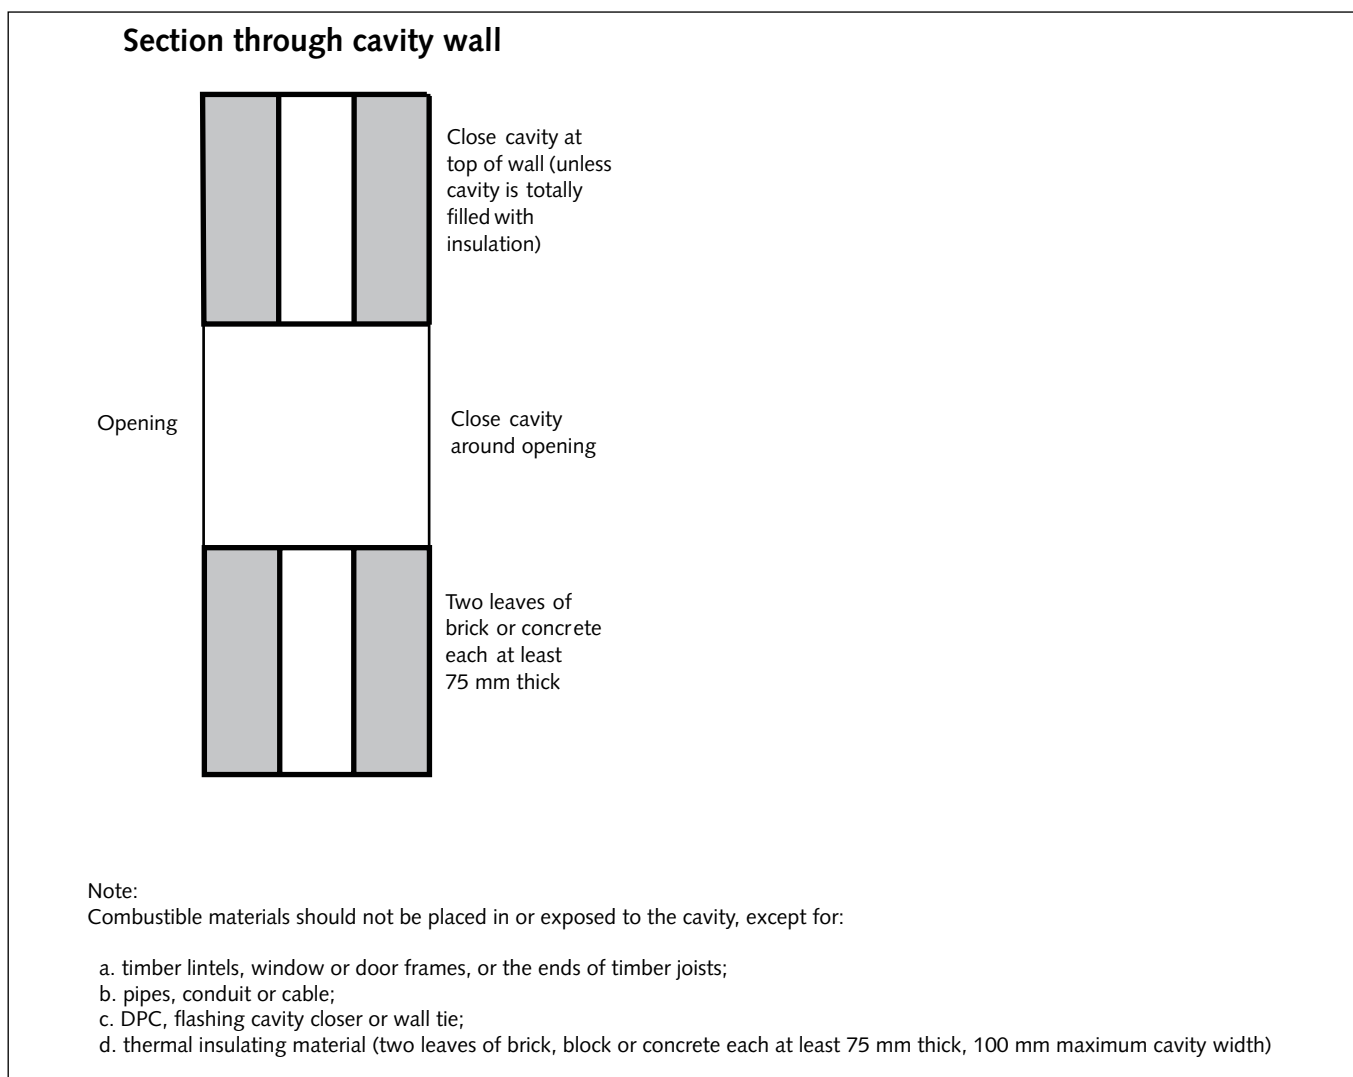 Section through cavity wall
Close cavity at
top of wall (unless
cavity is totally
filled with
insulation)
Opening
Close cavity
around opening
Two leaves of
brick or concrete
each at least
75 mm thick
Note:
Combustible materials should not be placed in or exposed to the cavity, except for:
a. timber lintels, window or door frames, or the ends of timber joists;
b. pipes, conduit or cable;
c. DPC, flashing cavity closer or wall tie;
d. thermal insulating material (two leaves of brick, block or concrete each at least 75 mm thick, 100 mm maximum cavity width)